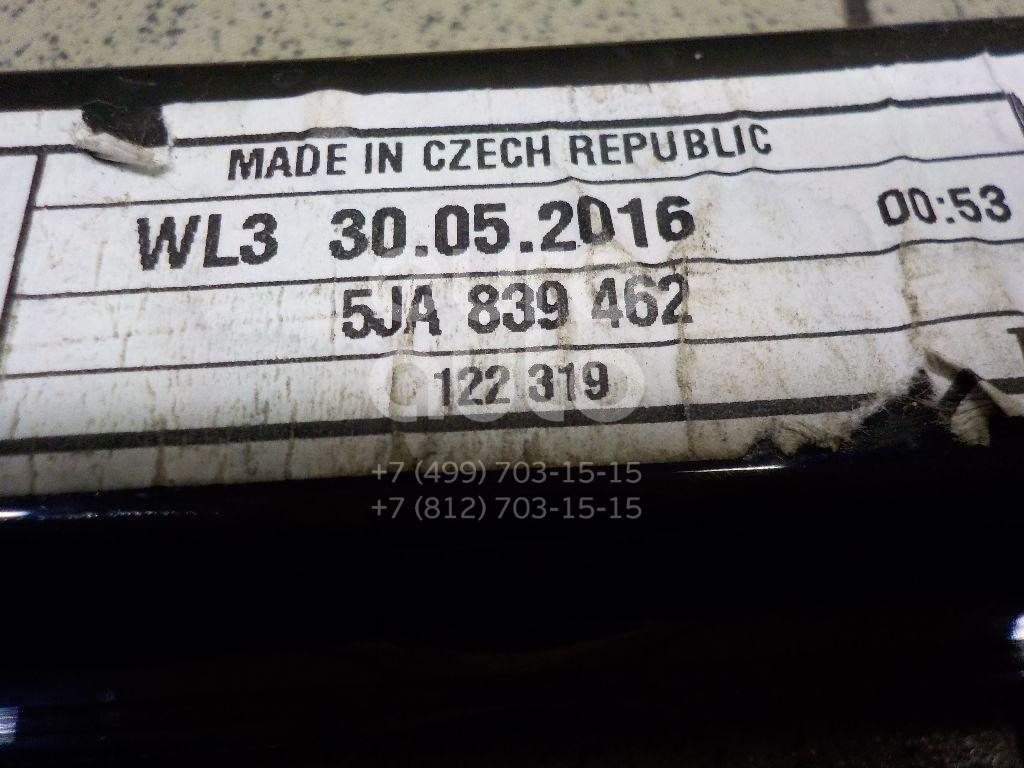 MADE IN CZECH REPUBLIC
WL3 30.05.2016 00:53
5JA 839 462
122 319
+7 (499) 703-15-15
+7 (812) 703-15-15